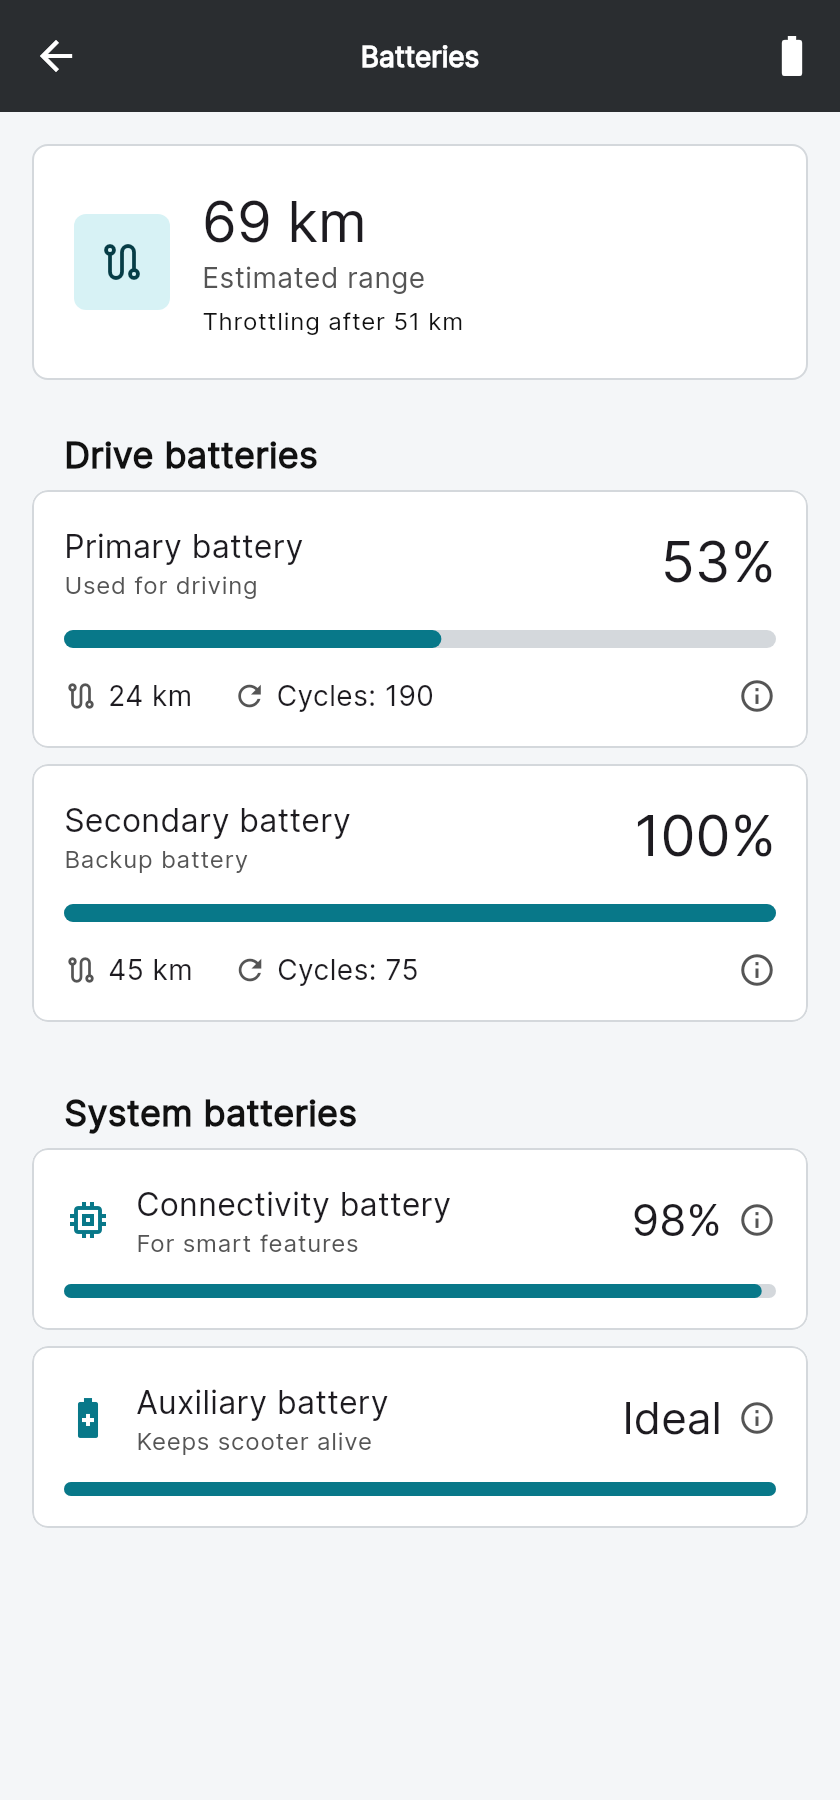 Batteries
69 km
Estimated range
Throttling after 51 km
Drive batteries
Primary battery
Used for driving
53%
24 km
Cycles: 190
Secondary battery
Backup battery
100%
45 km
Cycles: 75
System batteries
Connectivity battery
For smart features
98%
Auxiliary battery
Keeps scooter alive
Ideal